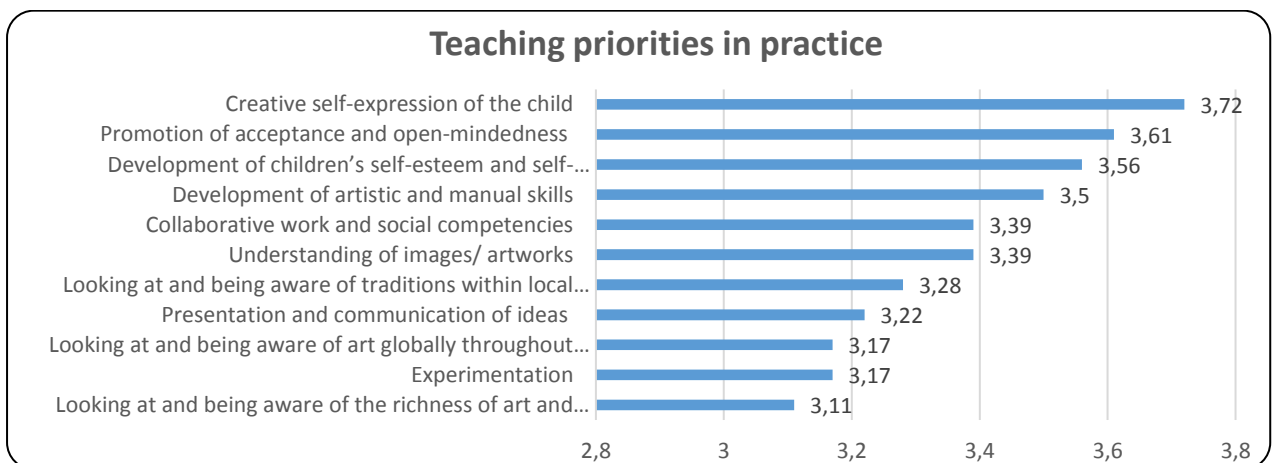 Teaching priorities in practice
Creative self-expression of the child 3,72
Promotion of acceptance and open-mindedness 3,61
Development of children’s self-esteem and self-... 3,56
Development of artistic and manual skills 3,5
Collaborative work and social competencies 3,39
Understanding of images/ artworks 3,39
Looking at and being aware of traditions within local... 3,28
Presentation and communication of ideas 3,22
Looking at and being aware of art globally throughout... 3,17
Experimentation 3,17
Looking at and being aware of the richness of art and... 3,11
2,8 3 3,2 3,4 3,6 3,8